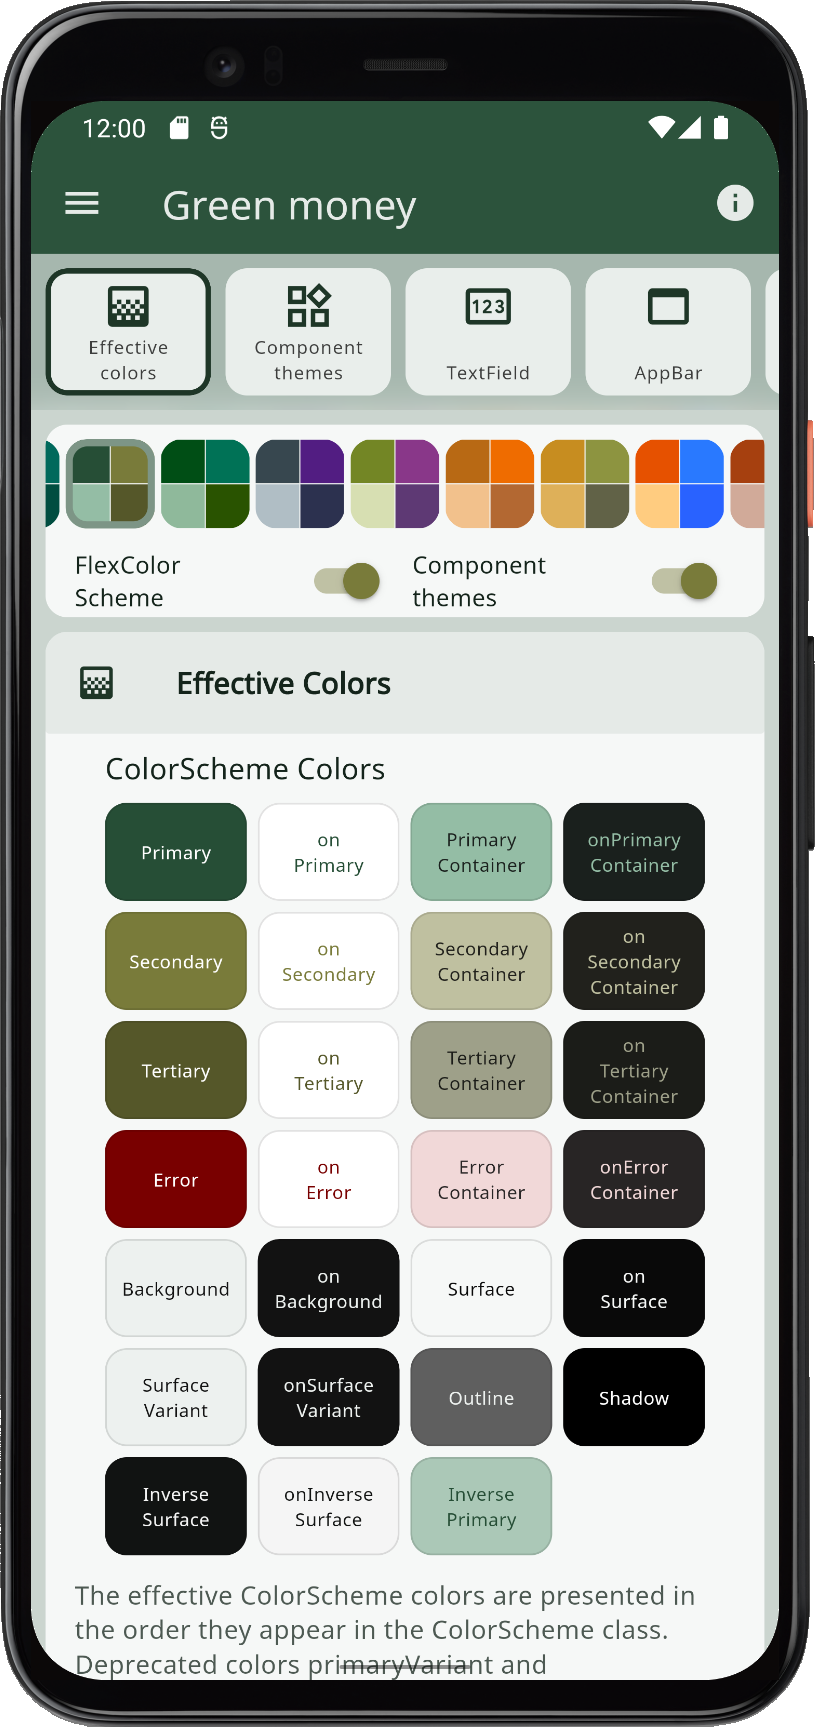 12:00
Green money
Effective
colors
Component
themes
123
TextField
AppBar
FlexColor
Scheme
Component
themes
Effective Colors
ColorScheme Colors
Primary
on
Primary
Primary
Container
onPrimary
Container
Secondary
on
Secondary
Secondary
Container
on
Secondary
Container
Tertiary
on
Tertiary
Tertiary
Container
on
Tertiary
Container
Error
on
Error
Error
Container
onError
Container
Background
on
Background
Surface
on
Surface
Surface
Variant
onSurface
Variant
Outline
Shadow
Inverse
Surface
onInverse
Surface
Inverse
Primary
The effective ColorScheme colors are presented in
the order they appear in the ColorScheme class.
Deprecated colors primaryVariant and